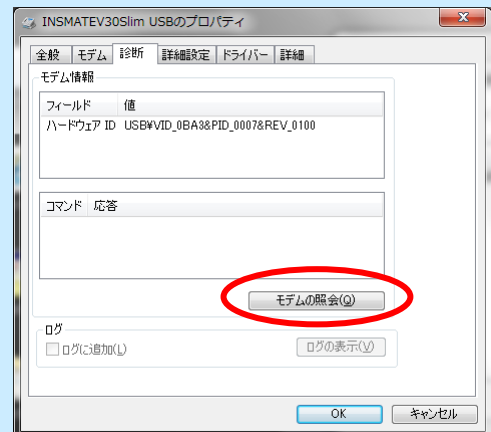 INSMATEV30Slim USBのプロパティ
全般 モデム 診断 詳細設定 ドライバー 詳細
モデム情報
フィールド 値
ハードウェア ID USB¥VID_0BA3&PID_0007&REV_0100
コマンド 応答
モデムの照会(Q)
ログ
ログに追加(L) ログの表示(V)
OK キャンセル